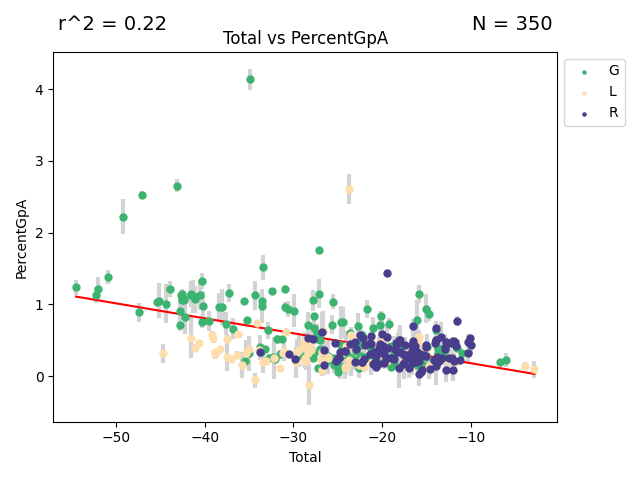 r^2 = 0.22
N = 350
Total vs PercentGpA
G
L
R
PercentGpA
4
3
2
1
0
−50
−40
−30
−20
−10
Total